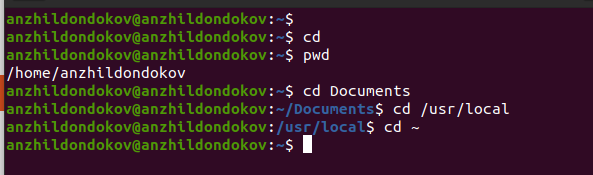 anzhildondokov@anzhildondokov:~$
anzhildondokov@anzhildondokov:~$ cd
anzhildondokov@anzhildondokov:~$ pwd
/home/anzhildondokov
anzhildondokov@anzhildondokov:~$ cd Documents
anzhildondokov@anzhildondokov:~/Documents$ cd /usr/local
anzhildondokov@anzhildondokov:/usr/local$ cd ~
anzhildondokov@anzhildondokov:~$